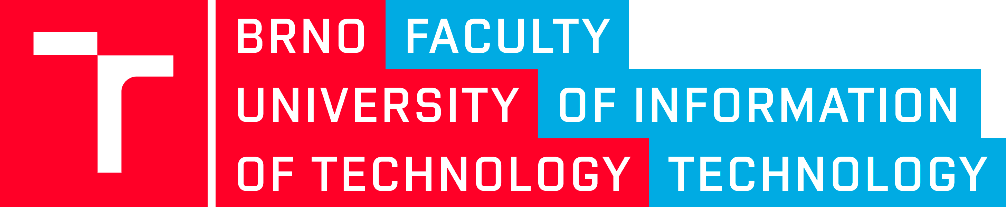 BRNO FACULTY
UNIVERSITY OF INFORMATION
OF TECHNOLOGY TECHNOLOGY